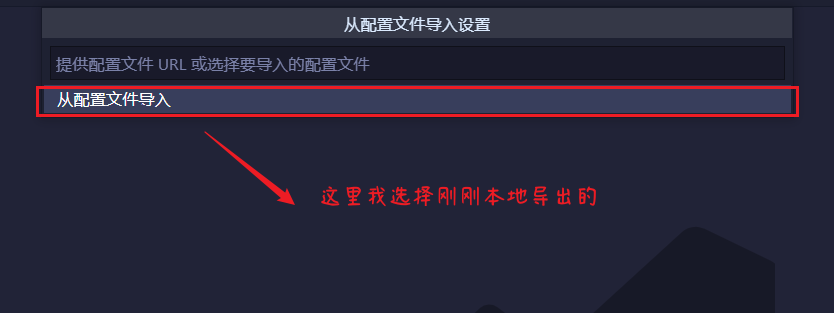 从配置文件导入设置
提供配置文件 URL 或选择要导入的配置文件
从配置文件导入
这里我选择刚刚本地导出的